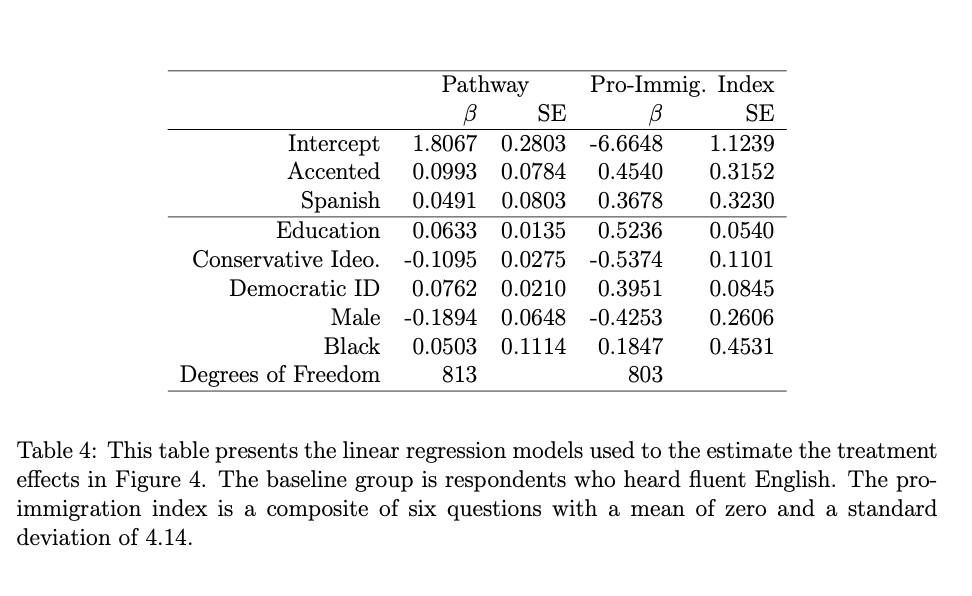 Pathway Pro-Immig. Index
β SE β SE
Intercept 1.8067 0.2803 -6.6648 1.1239
Accented 0.0993 0.0784 0.4540 0.3152
Spanish 0.0491 0.0803 0.3678 0.3230
Education 0.0633 0.0135 0.5236 0.0540
Conservative Ideo. -0.1095 0.0275 -0.5374 0.1101
Democratic ID 0.0762 0.0210 0.3951 0.0845
Male -0.1894 0.0648 -0.4253 0.2606
Black 0.0503 0.1114 0.1847 0.4531
Degrees of Freedom 813 803
Table 4: This table presents the linear regression models used to the estimate the treatment
effects in Figure 4. The baseline group is respondents who heard fluent English. The pro-
immigration index is a composite of six questions with a mean of zero and a standard
deviation of 4.14.